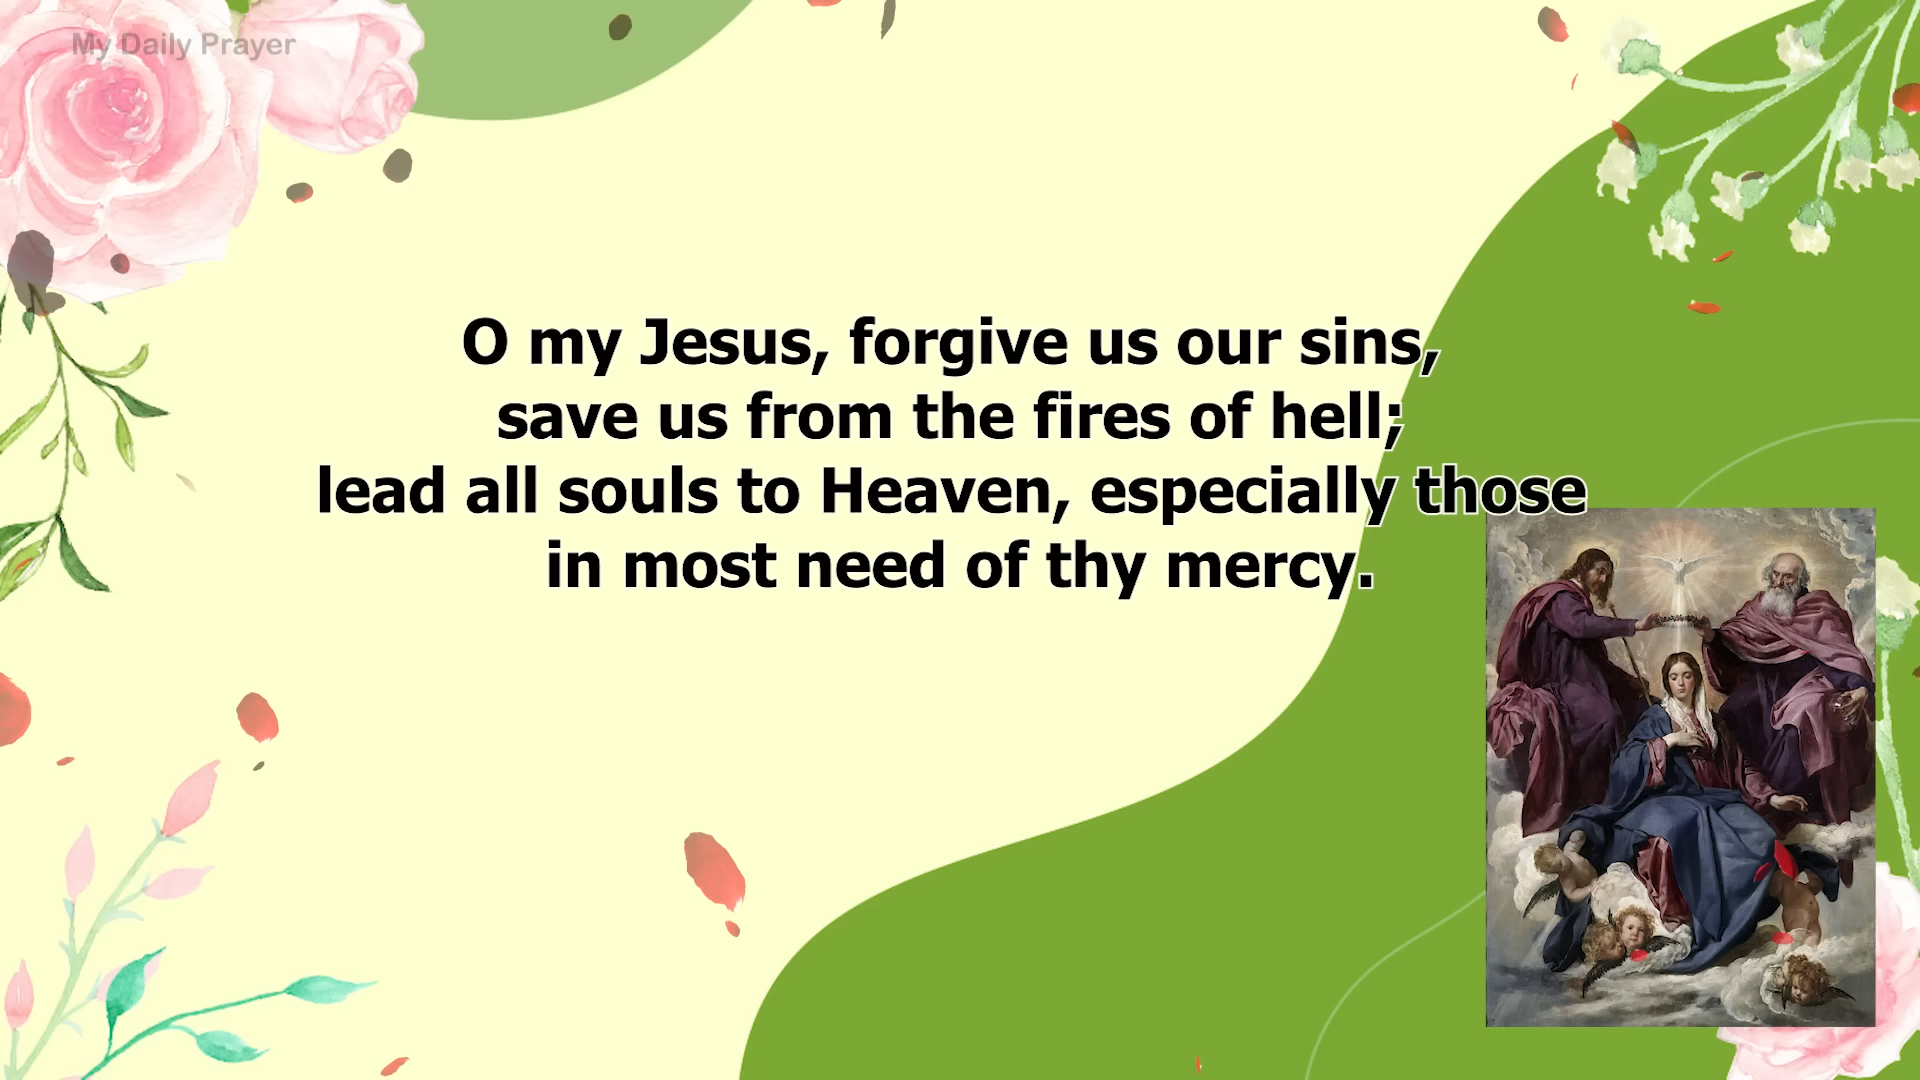 My Daily Prayer
O my Jesus, forgive us our sins,
save us from the fires of hell;
lead all souls to Heaven, especially those
in most need of thy mercy.